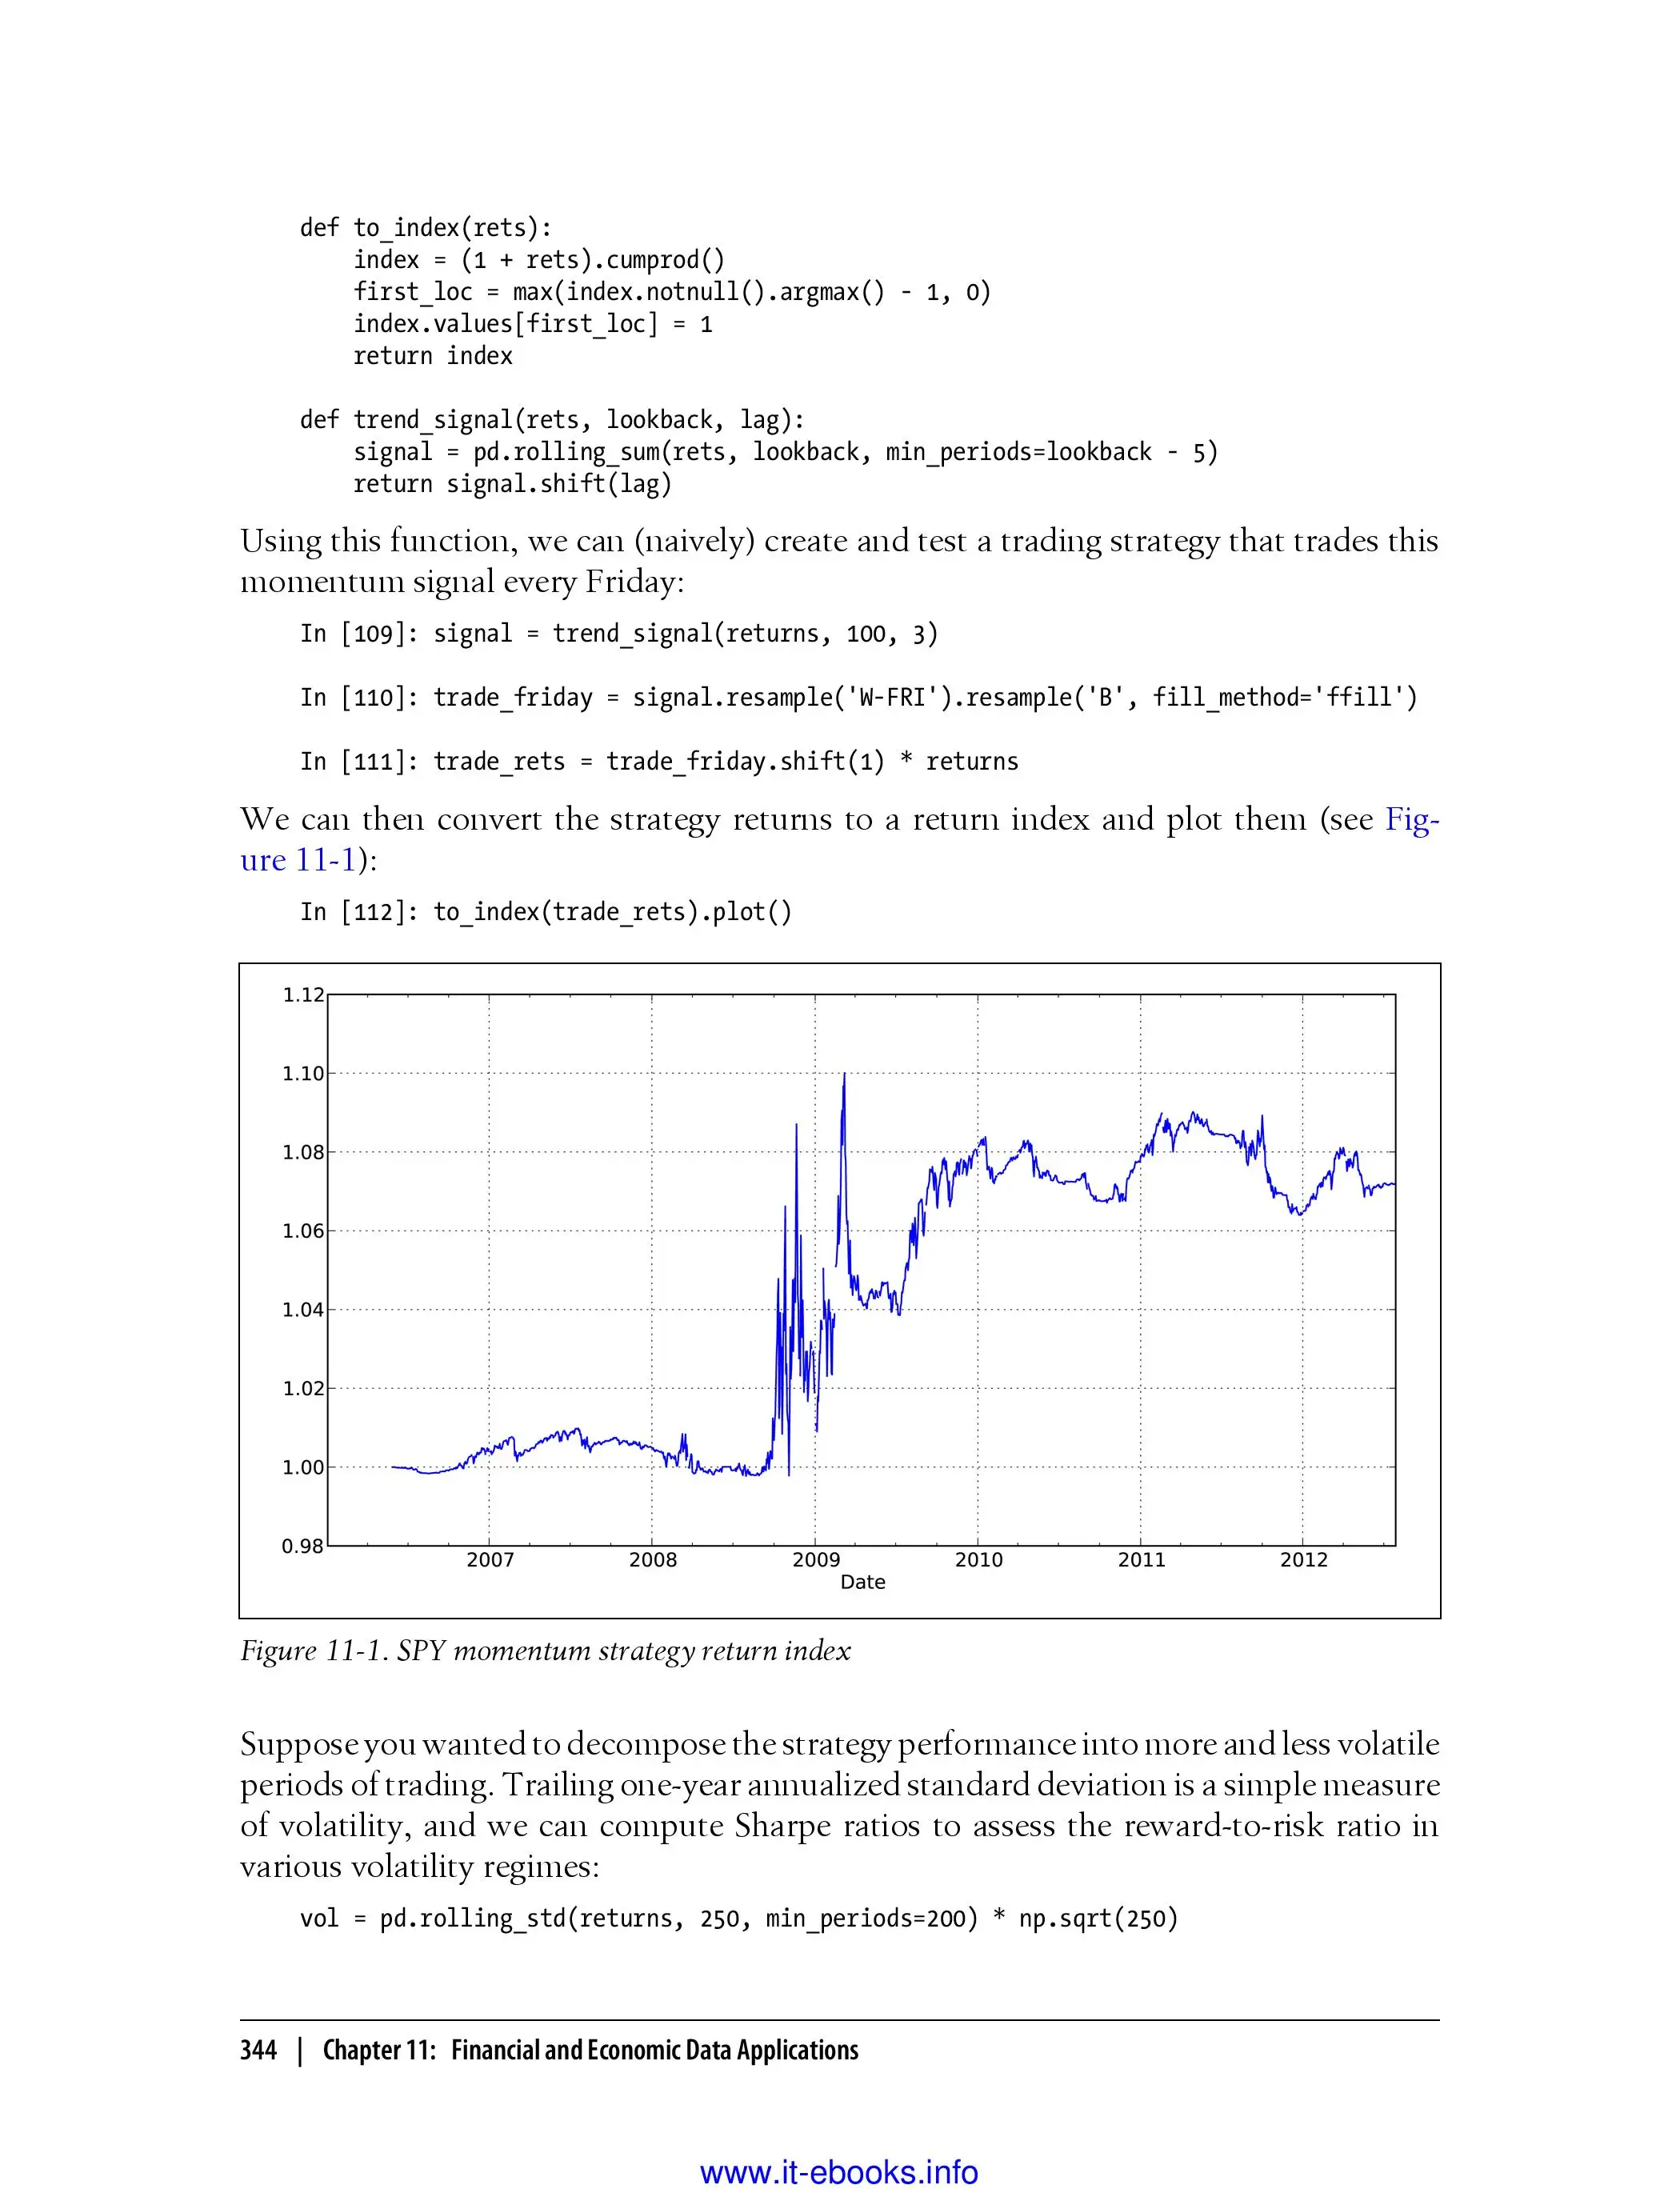 def to_index(rets):
    index = (1 + rets).cumprod()
    first_loc = max(index.notnull().argmax() - 1, 0)
    index.values[first_loc] = 1
    return index
def trend_signal(rets, lookback, lag):
    signal = pd.rolling_sum(rets, lookback, min_periods=lookback - 5)
    return signal.shift(lag)
Using this function, we can (naively) create and test a trading strategy that trades this
momentum signal every Friday:
In [109]: signal = trend_signal(returns, 100, 3)
In [110]: trade_friday = signal.resample('W-FRI').resample('B', fill_method='ffill')
In [111]: trade_rets = trade_friday.shift(1) * returns
We can then convert the strategy returns to a return index and plot them (see Fig-
ure 11-1):
In [112]: to_index(trade_rets).plot()
1.12
1.10
1.08
1.06
1.04
1.02
1.00
0.98
2007 2008 2009 2010 2011 2012
Date
Figure 11-1. SPY momentum strategy return index
Suppose you wanted to decompose the strategy performance into more and less volatile
periods of trading. Trailing one-year annualized standard deviation is a simple measure
of volatility, and we can compute Sharpe ratios to assess the reward-to-risk ratio in
various volatility regimes:
vol = pd.rolling_std(returns, 250, min_periods=200) * np.sqrt(250)
344 | Chapter 11: Financial and Economic Data Applications
www.it-ebooks.info